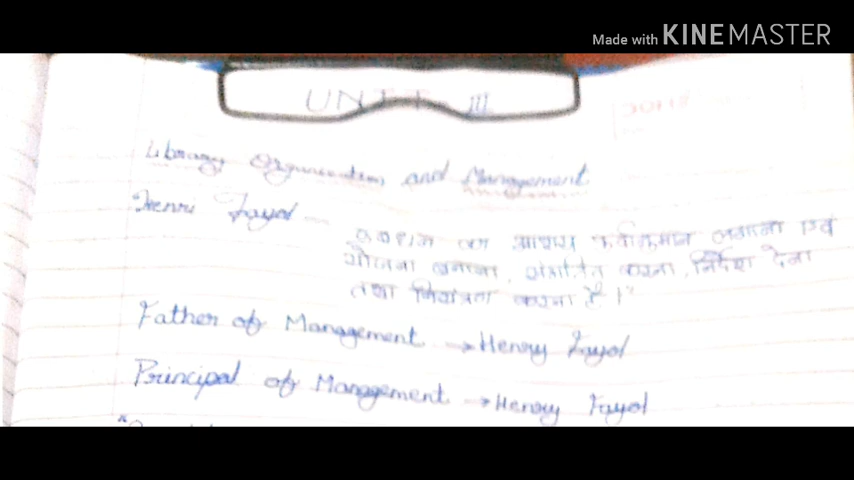 Made with KINEMASTER
UNIT - III
Library Organization and Management
Henri Fayol —
का आशय पूर्वानुमान लगाना एवं
योजना बनाना, संगठित करना, निर्देश देना
तथा नियंत्रण करना है।"
Father of Management → Henry Fayol
Principal of Management → Henry Fayol